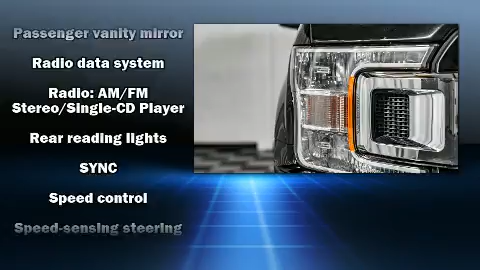 Passenger vanity mirror
Radio data system
Radio: AM/FM
Stereo/Single-CD Player
Rear reading lights
SYNC
Speed control
Speed-sensing steering